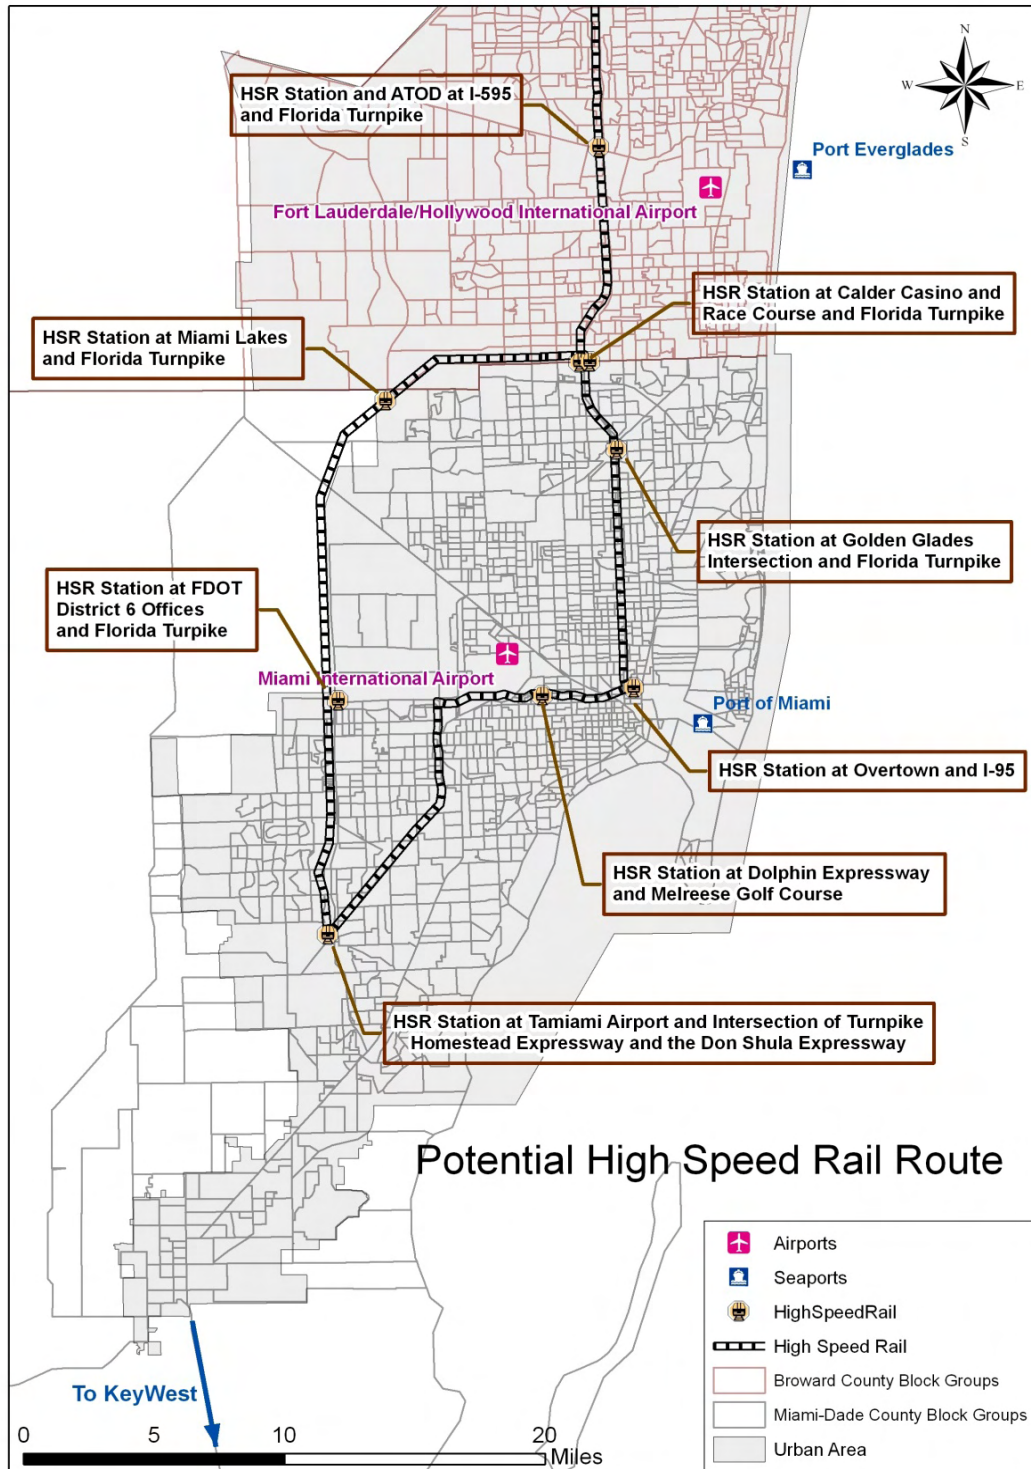 N
W
E
S
HSR Station and ATOD at I-595
and Florida Turnpike
Port Everglades
Fort Lauderdale/Hollywood International Airport
HSR Station at Calder Casino and
Race Course and Florida Turnpike
HSR Station at Miami Lakes
and Florida Turnpike
HSR Station at Golden Glades
Intersection and Florida Turnpike
HSR Station at FDOT
District 6 Offices
and Florida Turpike
Miami International Airport
Port of Miami
HSR Station at Overtown and I-95
HSR Station at Dolphin Expressway
and Melreese Golf Course
HSR Station at Tamiami Airport and Intersection of Turnpike
Homestead Expressway and the Don Shula Expressway
Potential High Speed Rail Route
Airports
Seaports
HighSpeedRail
High Speed Rail
Broward County Block Groups
Miami-Dade County Block Groups
Urban Area
To KeyWest
0 5 10 20
Miles